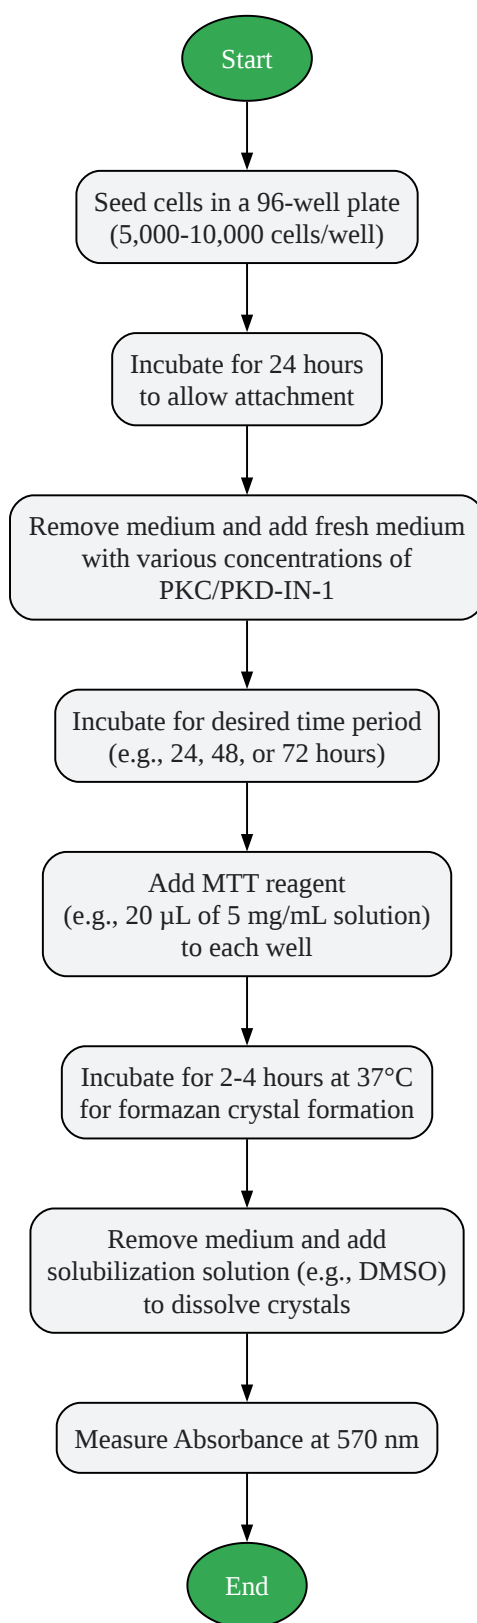 Start
Seed cells in a 96-well plate
(5,000-10,000 cells/well)
Incubate for 24 hours
to allow attachment
Remove medium and add fresh medium
with various concentrations of
PKC/PKD-IN-1
Incubate for desired time period
(e.g., 24, 48, or 72 hours)
Add MTT reagent
(e.g., 20 µL of 5 mg/mL solution)
to each well
Incubate for 2-4 hours at 37°C
for formazan crystal formation
Remove medium and add
solubilization solution (e.g., DMSO)
to dissolve crystals
Measure Absorbance at 570 nm
End